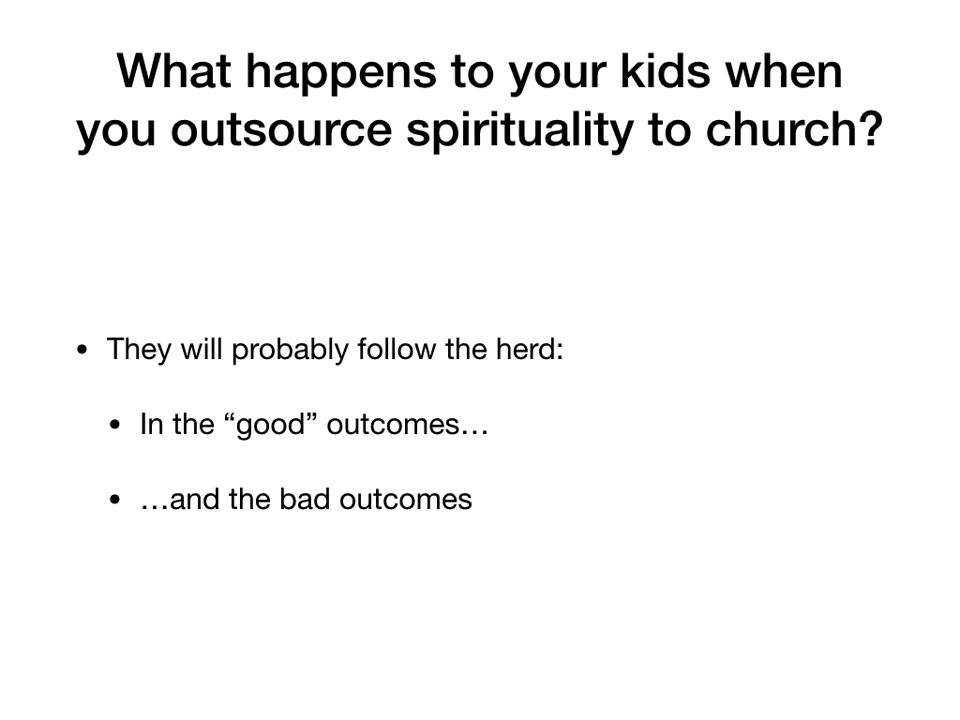 What happens to your kids when
you outsource spirituality to church?
• They will probably follow the herd:
• In the “good” outcomes…
• …and the bad outcomes